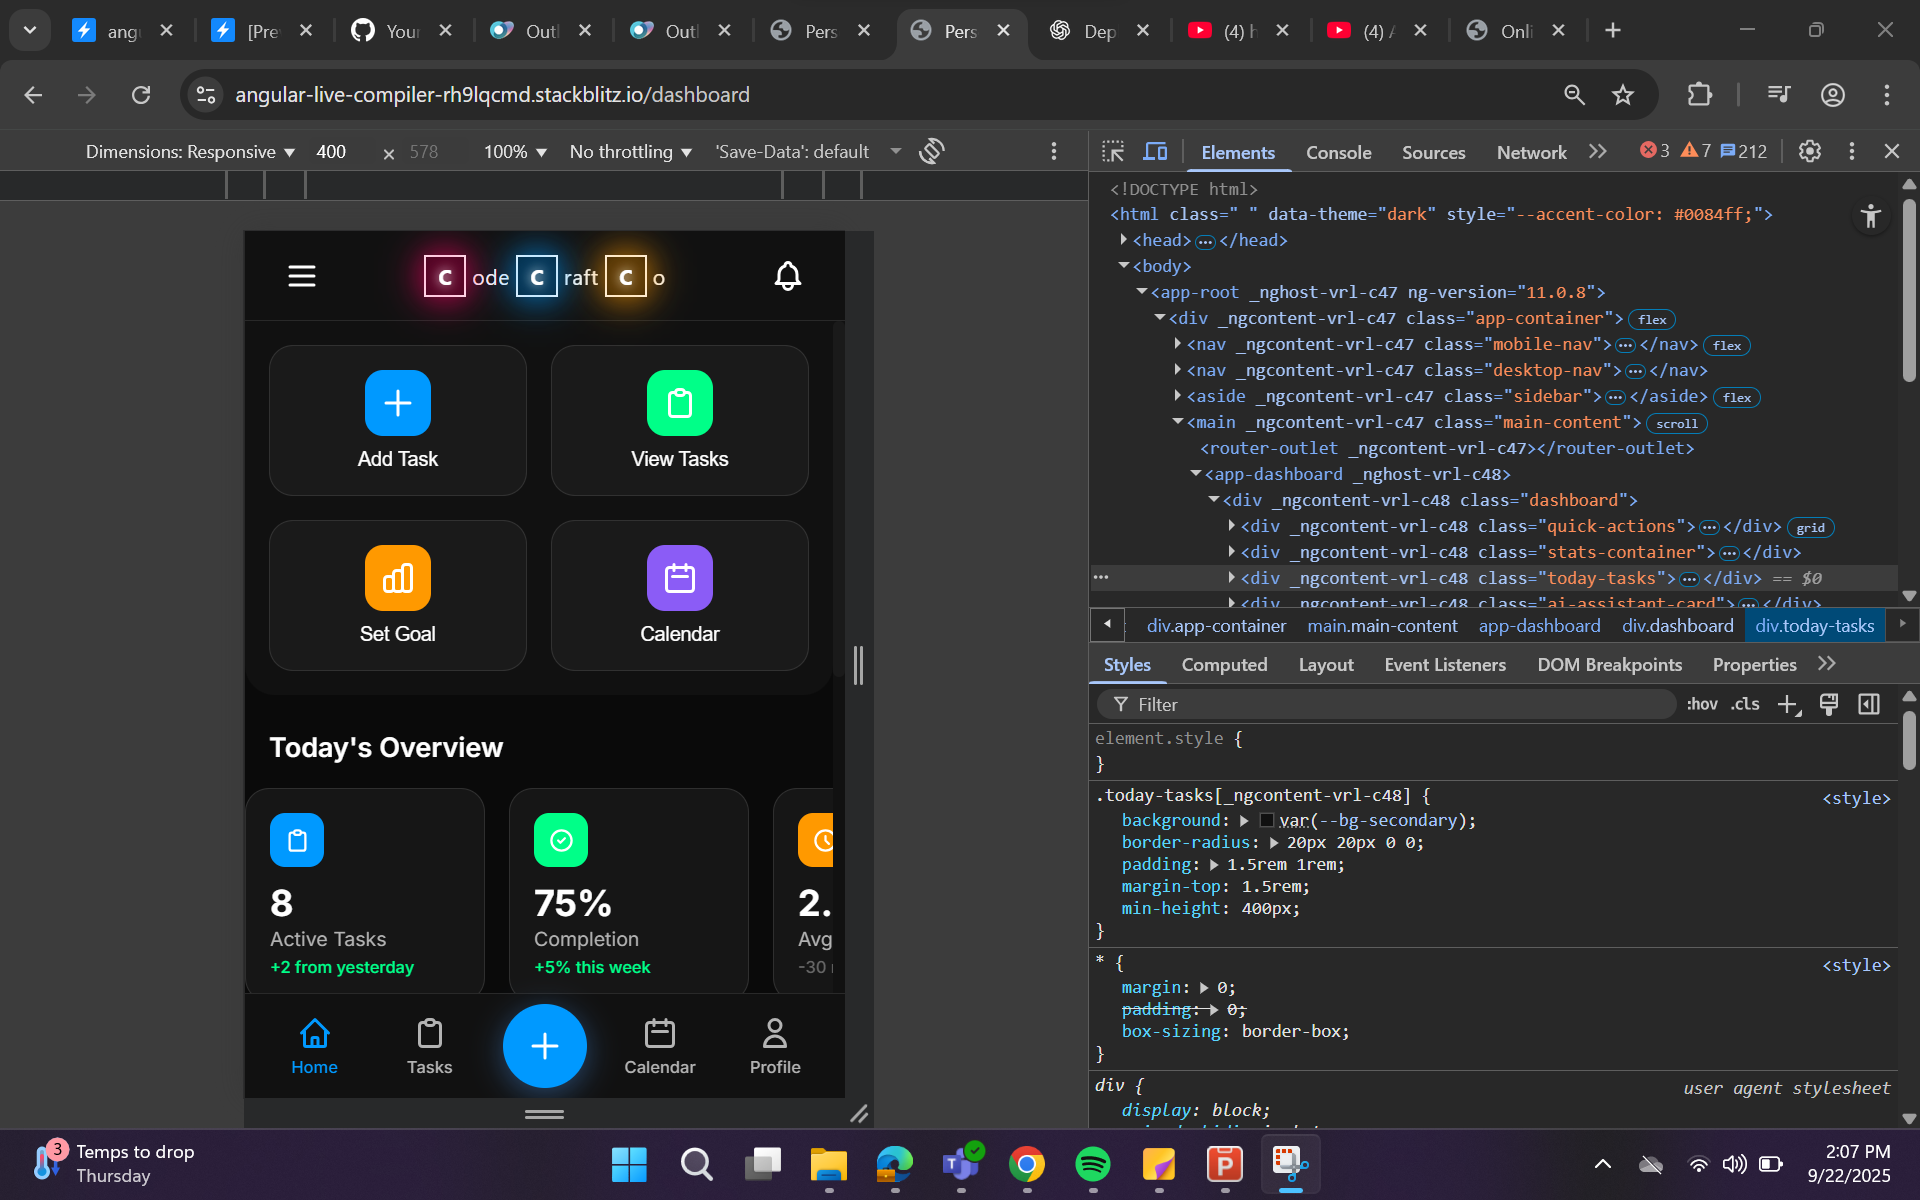 angu
[Prev
Your
Outl
Outl
Pers
Pers
Dep
(4) h
(4) A
Onli
angular-live-compiler-rh9lqcmd.stackblitz.io/dashboard
Dimensions: Responsive ▼ 400 × 578 100% ▼ No throttling ▼ 'Save-Data': default
Elements Console Sources Network 3 7 212
<!DOCTYPE html>
<html class=" " data-theme="dark" style="--accent-color: #0084ff;">
<head>…</head>
<body>
<app-root _nghost-vrl-c47 ng-version="11.0.8">
<div _ngcontent-vrl-c47 class="app-container"> flex
<nav _ngcontent-vrl-c47 class="mobile-nav">…</nav> flex
<nav _ngcontent-vrl-c47 class="desktop-nav">…</nav>
<aside _ngcontent-vrl-c47 class="sidebar">…</aside> flex
<main _ngcontent-vrl-c47 class="main-content"> scroll
<router-outlet _ngcontent-vrl-c47></router-outlet>
<app-dashboard _nghost-vrl-c48>
<div _ngcontent-vrl-c48 class="dashboard">
<div _ngcontent-vrl-c48 class="quick-actions">…</div> grid
<div _ngcontent-vrl-c48 class="stats-container">…</div>
<div _ngcontent-vrl-c48 class="today-tasks">…</div> == $0
<div _ngcontent-vrl-c48 class="ai-assistant-card">…</div>
div.app-container main.main-content app-dashboard div.dashboard div.today-tasks
Styles Computed Layout Event Listeners DOM Breakpoints Properties
Filter :hov .cls
element.style {
}
.today-tasks[_ngcontent-vrl-c48] { <style>
background: var(--bg-secondary);
border-radius: 20px 20px 0 0;
padding: 1.5rem 1rem;
margin-top: 1.5rem;
min-height: 400px;
}
* { <style>
margin: 0;
padding: 0;
box-sizing: border-box;
}
div { user agent stylesheet
display: block;
C ode C raft C o
Add Task
View Tasks
Set Goal
Calendar
Today's Overview
8
Active Tasks
+2 from yesterday
75%
Completion
+5% this week
2.
Avg
-30
Home
Tasks
Calendar
Profile
3
Temps to drop
Thursday
2:07 PM
9/22/2025